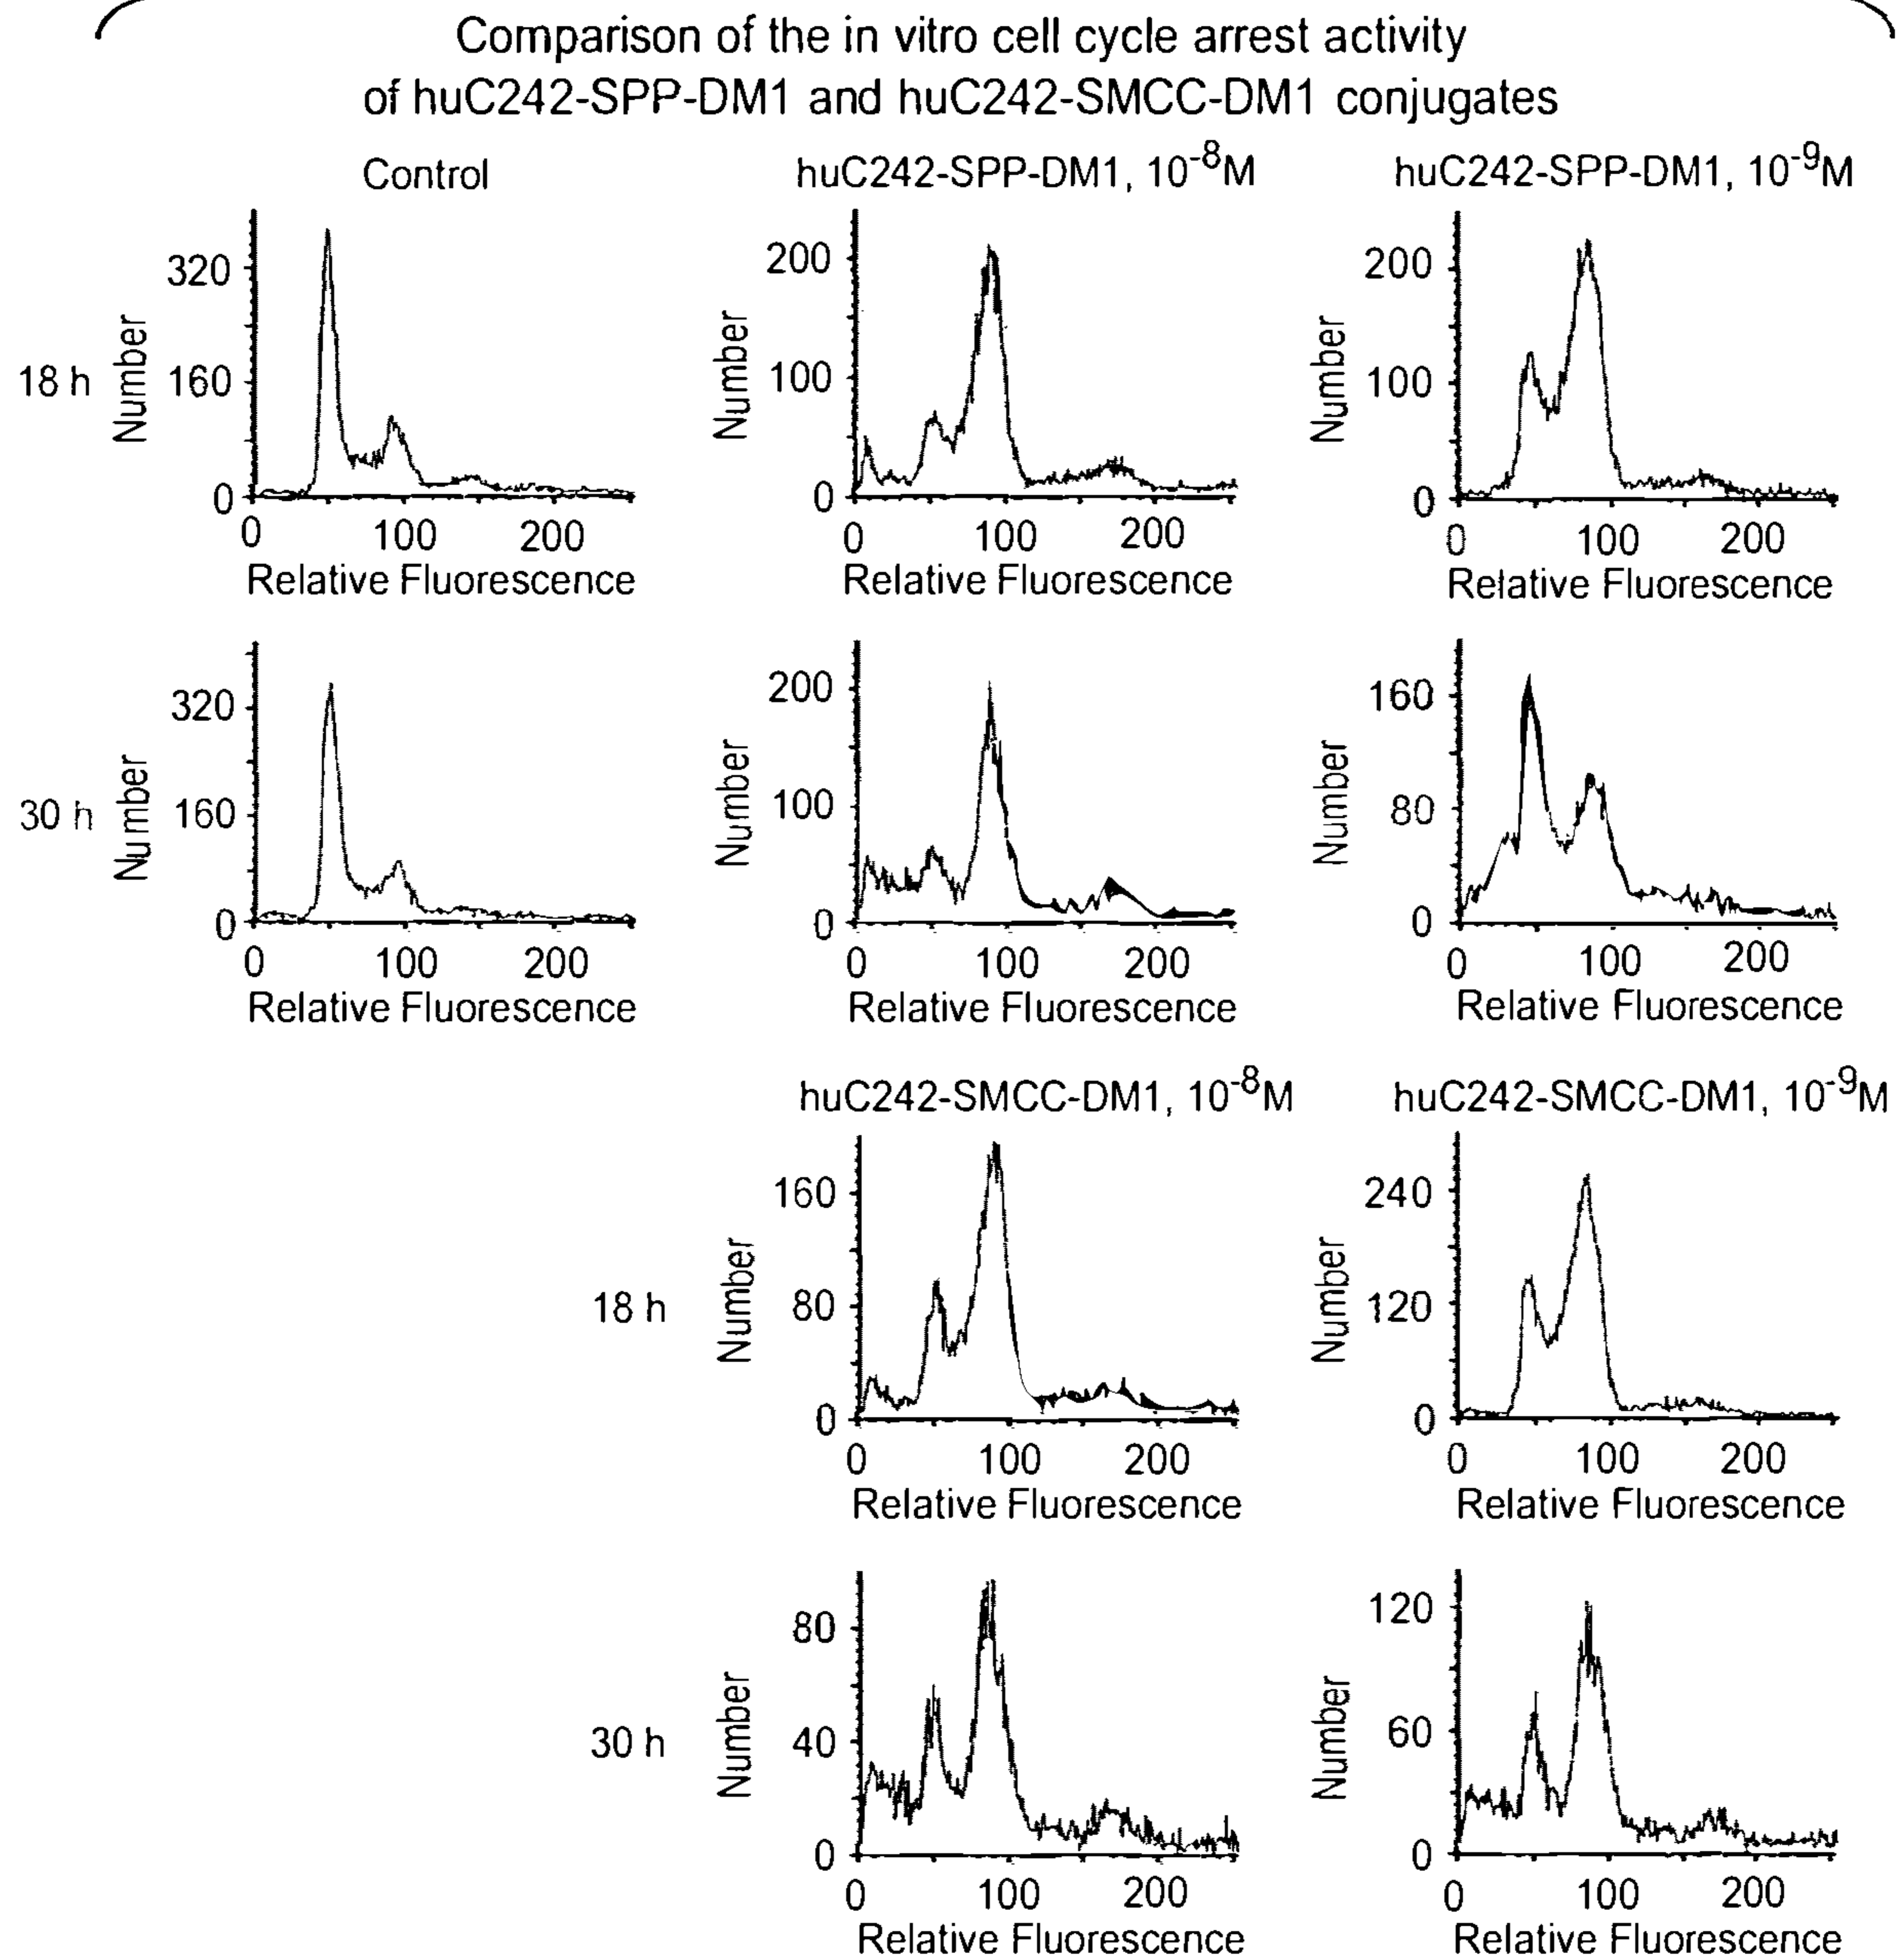 Comparison of the in vitro cell cycle arrest activity
of huC242-SPP-DM1 and huC242-SMCC-DM1 conjugates
Control
huC242-SPP-DM1, 10⁻⁸M
huC242-SPP-DM1, 10⁻⁹M
18 h
Number
320
160
0
0 100 200
Relative Fluorescence
Number
200
100
0
0 100 200
Relative Fluorescence
Number
200
100
0
0 100 200
Relative Fluorescence
30 h
Number
320
160
0
0 100 200
Relative Fluorescence
Number
200
100
0
0 100 200
Relative Fluorescence
Number
160
80
0
0 100 200
Relative Fluorescence
huC242-SMCC-DM1, 10⁻⁸M
huC242-SMCC-DM1, 10⁻⁹M
18 h
Number
160
80
0
0 100 200
Relative Fluorescence
Number
240
120
0
0 100 200
Relative Fluorescence
30 h
Number
80
40
0
0 100 200
Relative Fluorescence
Number
120
60
0
0 100 200
Relative Fluorescence